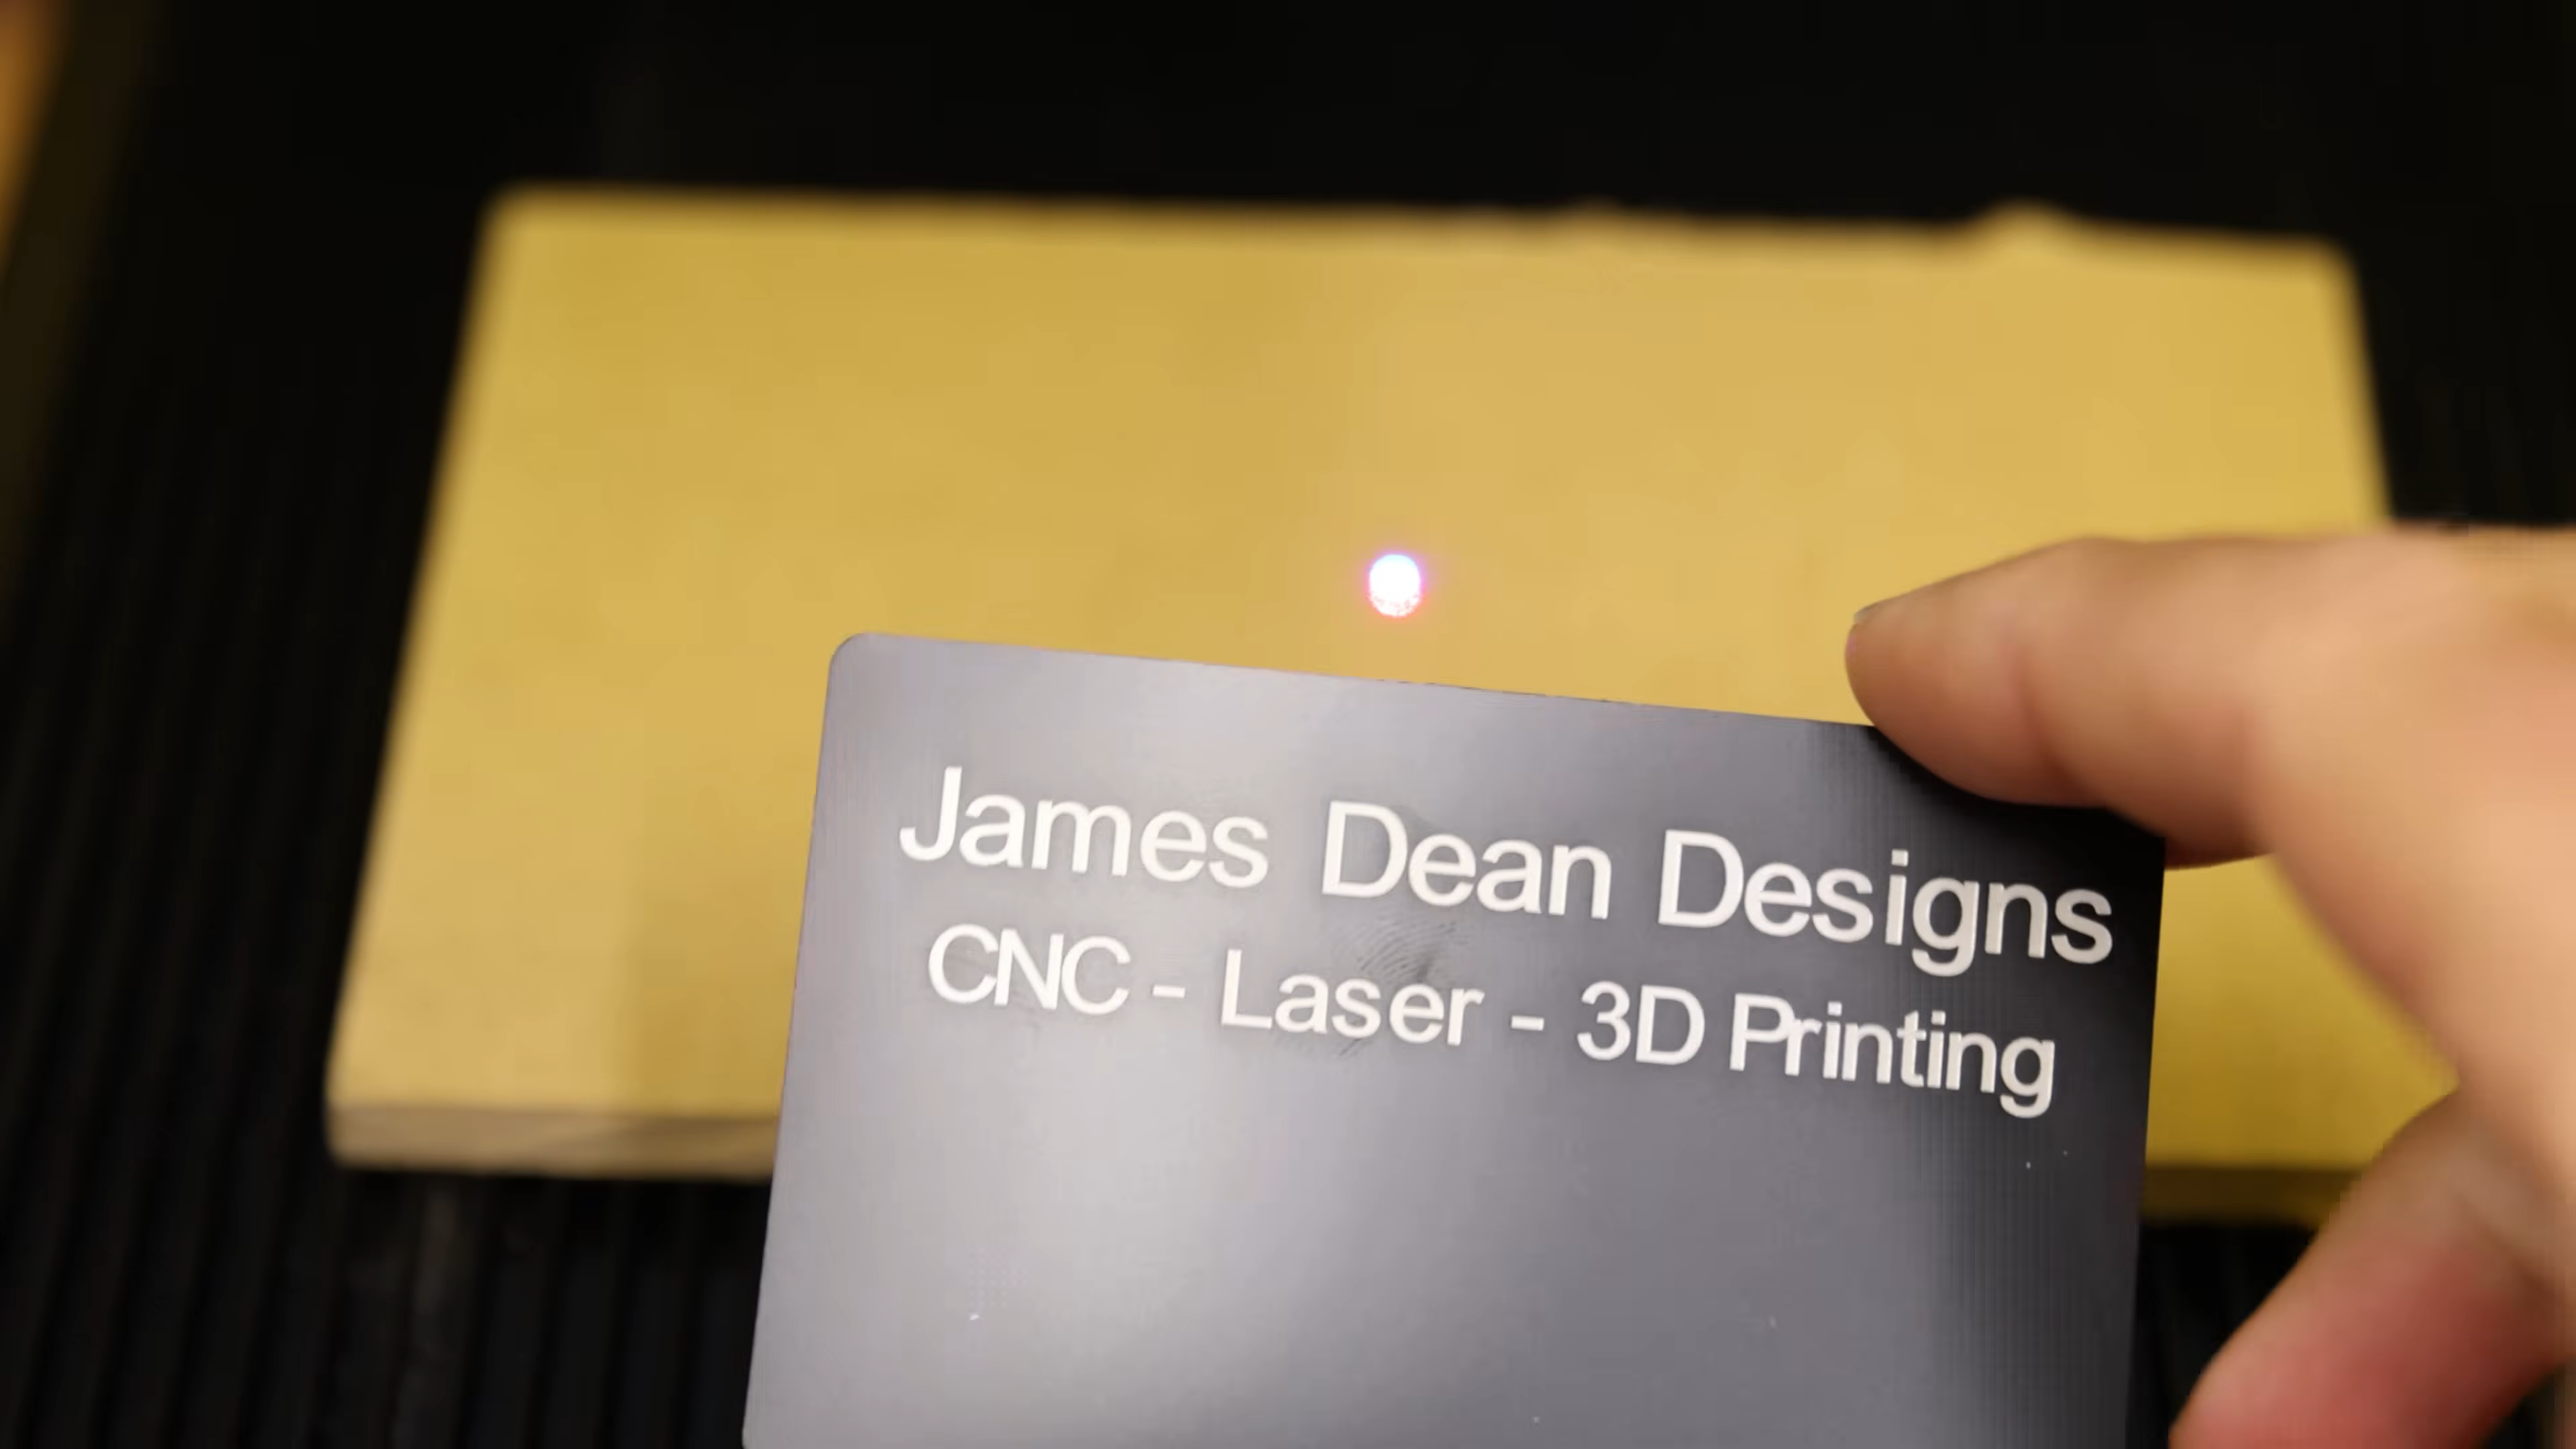 James Dean Designs
CNC - Laser - 3D Printing